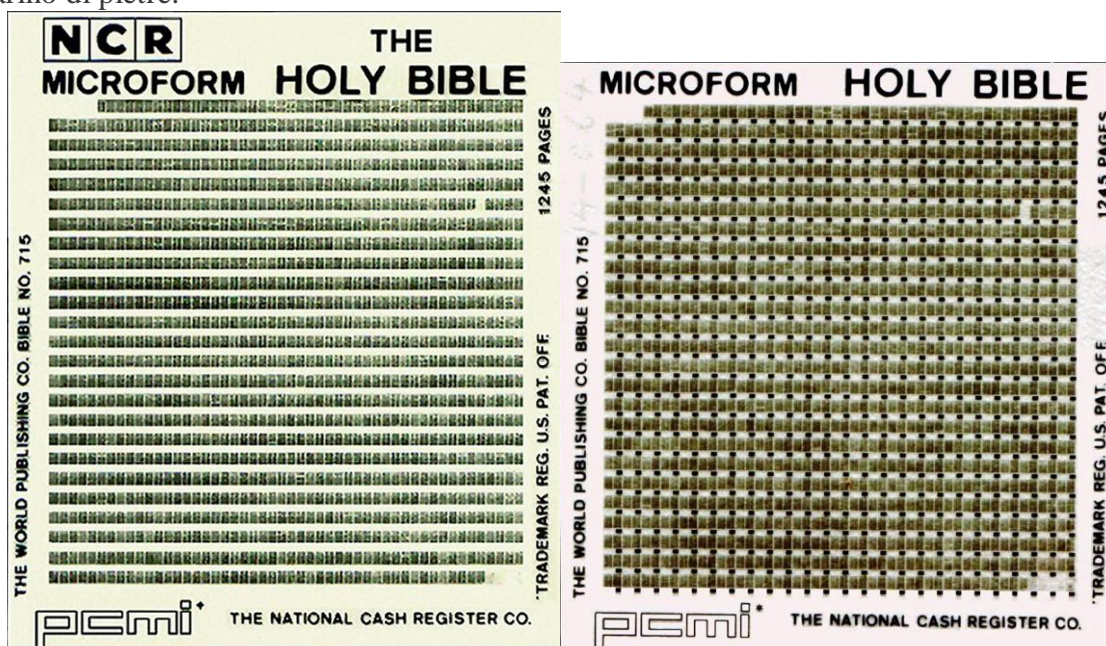 di pietre.
NCR
THE
MICROFORM HOLY BIBLE
1245 PAGES
THE WORLD PUBLISHING CO. BIBLE NO. 715
'TRADEMARK REG. U.S. PAT. OFF.
pcmi+ THE NATIONAL CASH REGISTER CO.
MICROFORM HOLY BIBLE
1245 PAGES
THE WORLD PUBLISHING CO. BIBLE NO. 715
'TRADEMARK REG. U.S. PAT. OFF
pcmi* THE NATIONAL CASH REGISTER CO.